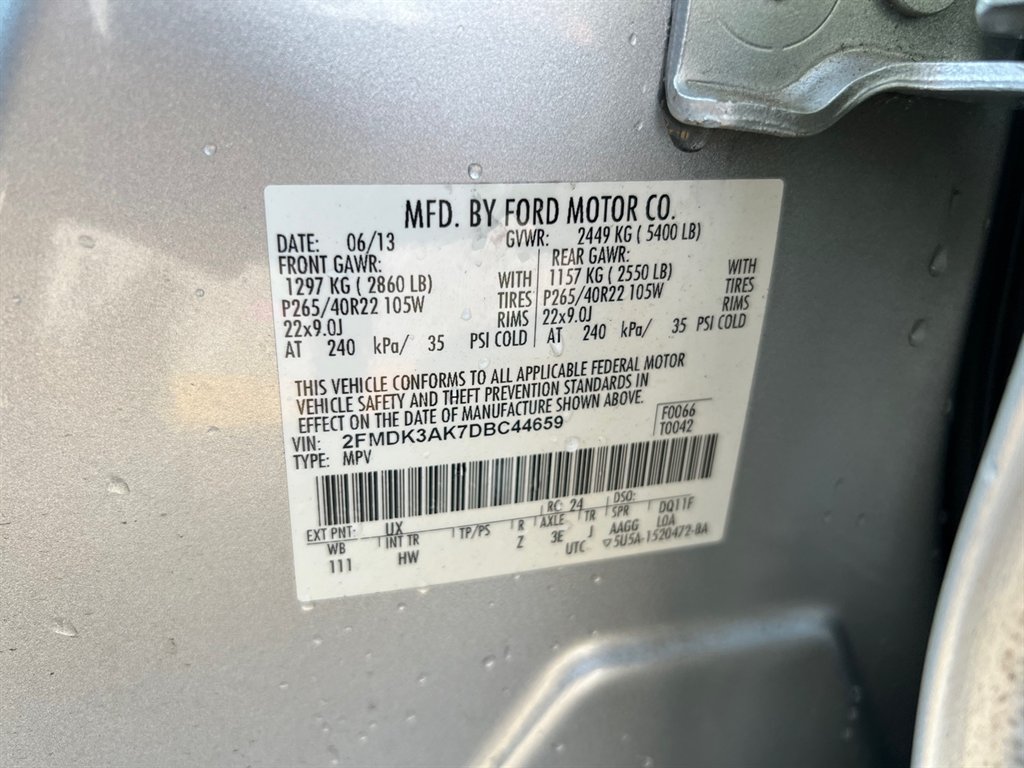 MFD. BY FORD MOTOR CO.
DATE: 06/13 GVWR: 2449 KG ( 5400 LB)
FRONT GAWR: REAR GAWR:
1297 KG ( 2860 LB) WITH 1157 KG ( 2550 LB) WITH
P265/40R22 105W TIRES P265/40R22 105W TIRES
22x9.0J RIMS 22x9.0J RIMS
AT 240 kPa/ 35 PSI COLD AT 240 kPa/ 35 PSI COLD
THIS VEHICLE CONFORMS TO ALL APPLICABLE FEDERAL MOTOR
VEHICLE SAFETY AND THEFT PREVENTION STANDARDS IN
EFFECT ON THE DATE OF MANUFACTURE SHOWN ABOVE.
VIN: 2FMDK3AK7DBC44659 F0066
TYPE: MPV T0042
EXT PNT: UX RC: 24 DSO:
WB INT TR TP/PS R AXLE TR SPR DQ11F
111 HW Z 3E J AAGG LOA
UTC ▽5U5A-1520472-BA